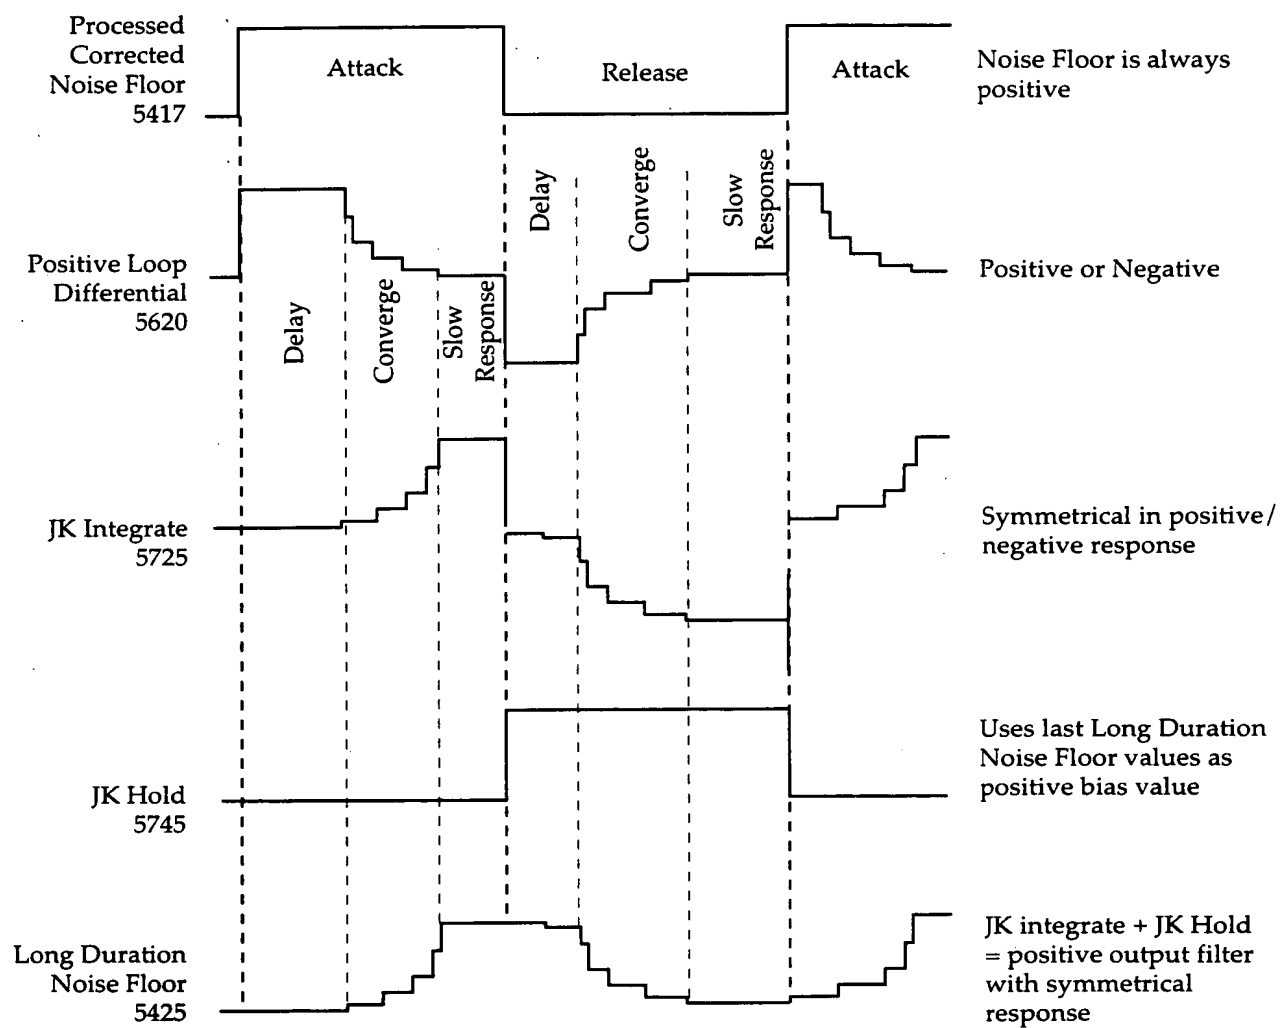 Processed
Corrected
Noise Floor
5417
Attack
Release
Attack
Noise Floor is always
positive
Delay
Converge
Slow
Response
Positive Loop
Differential
5620
Positive or Negative
Delay
Converge
Slow
Response
JK Integrate
5725
Symmetrical in positive/
negative response
JK Hold
5745
Uses last Long Duration
Noise Floor values as
positive bias value
Long Duration
Noise Floor
5425
JK integrate + JK Hold
= positive output filter
with symmetrical
response